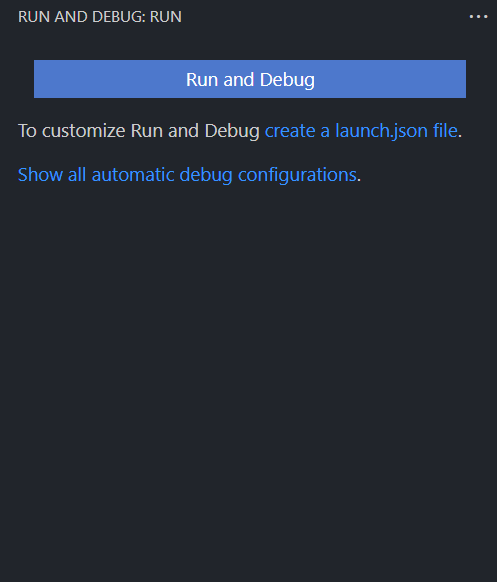 RUN AND DEBUG: RUN
Run and Debug
To customize Run and Debug create a launch.json file.
Show all automatic debug configurations.